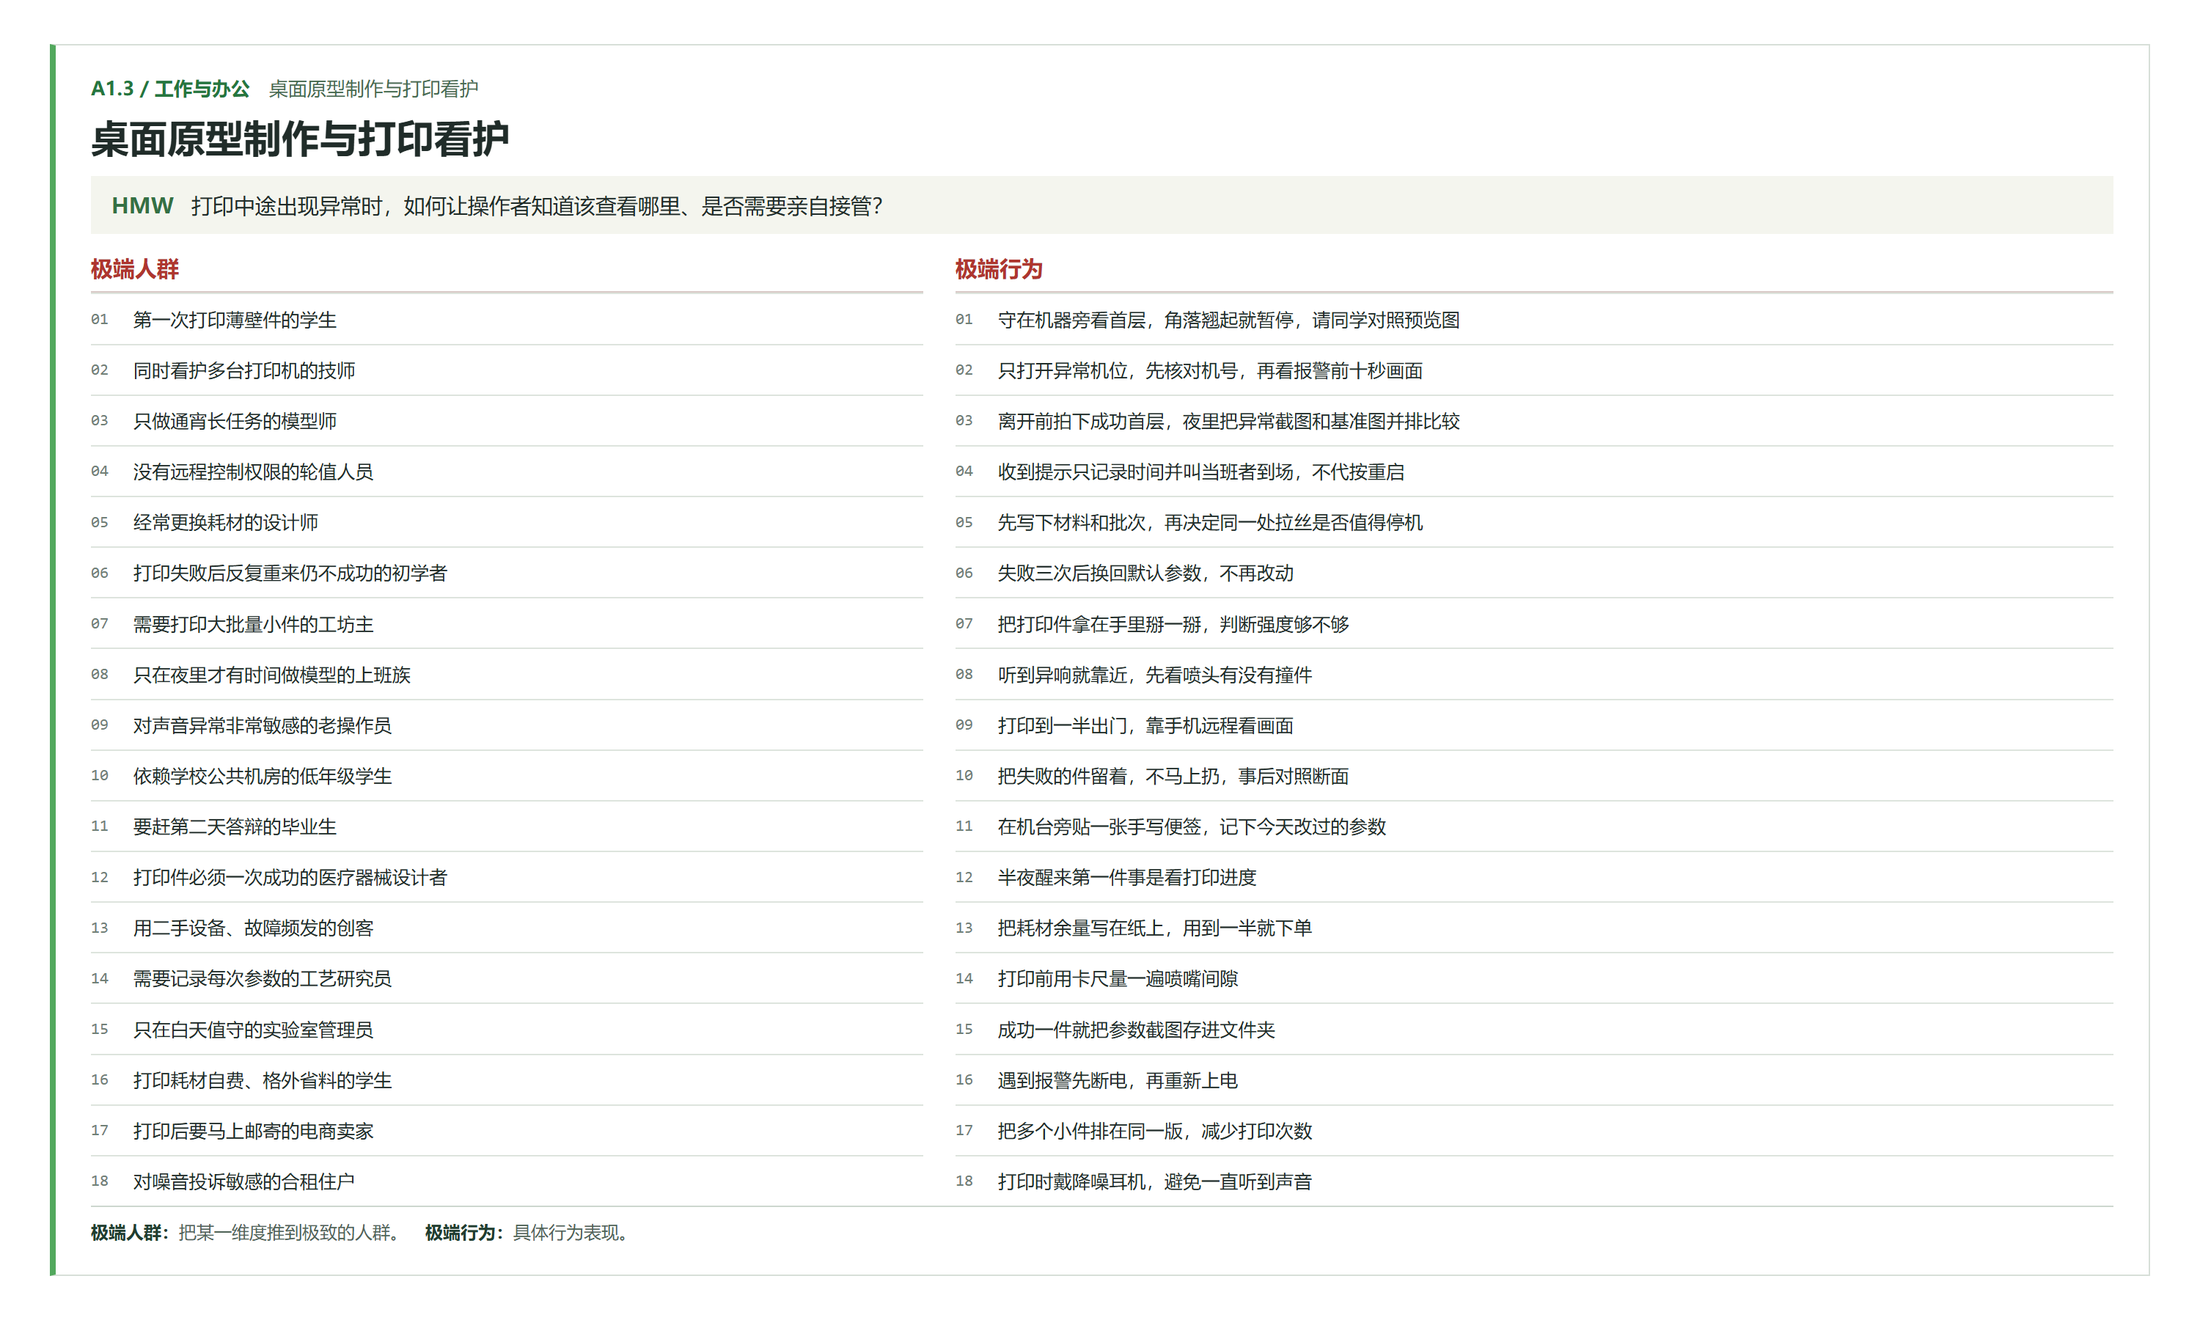 A1.3 / 工作与办公 桌面原型制作与打印看护
桌面原型制作与打印看护
HMW 打印中途出现异常时，如何让操作者知道该查看哪里、是否需要亲自接管？
极端人群
01 第一次打印薄壁件的学生
02 同时看护多台打印机的技师
03 只做通宵长任务的模型师
04 没有远程控制权限的轮值人员
05 经常更换耗材的设计师
06 打印失败后反复重来仍不成功的初学者
07 需要打印大批量小件的工坊主
08 只在夜里才有时间做模型的上班族
09 对声音异常非常敏感的老操作员
10 依赖学校公共机房的低年级学生
11 要赶第二天答辩的毕业生
12 打印件必须一次成功的医疗器械设计者
13 用二手设备、故障频发的创客
14 需要记录每次参数的工艺研究员
15 只在白天值守的实验室管理员
16 打印耗材自费、格外省料的学生
17 打印后要马上邮寄的电商卖家
18 对噪音投诉敏感的合租住户
极端行为
01 守在机器旁看首层，角落翘起就暂停，请同学对照预览图
02 只打开异常机位，先核对机号，再看报警前十秒画面
03 离开前拍下成功首层，夜里把异常截图和基准图并排比较
04 收到提示只记录时间并叫当班者到场，不代按重启
05 先写下材料和批次，再决定同一处拉丝是否值得停机
06 失败三次后换回默认参数，不再改动
07 把打印件拿在手里掰一掰，判断强度够不够
08 听到异响就靠近，先看喷头有没有撞件
09 打印到一半出门，靠手机远程看画面
10 把失败的件留着，不马上扔，事后对照断面
11 在机台旁贴一张手写便签，记下今天改过的参数
12 半夜醒来第一件事是看打印进度
13 把耗材余量写在纸上，用到一半就下单
14 打印前用卡尺量一遍喷嘴间隙
15 成功一件就把参数截图存进文件夹
16 遇到报警先断电，再重新上电
17 把多个小件排在同一版，减少打印次数
18 打印时戴降噪耳机，避免一直听到声音
极端人群：把某一维度推到极致的人群。 极端行为：具体行为表现。